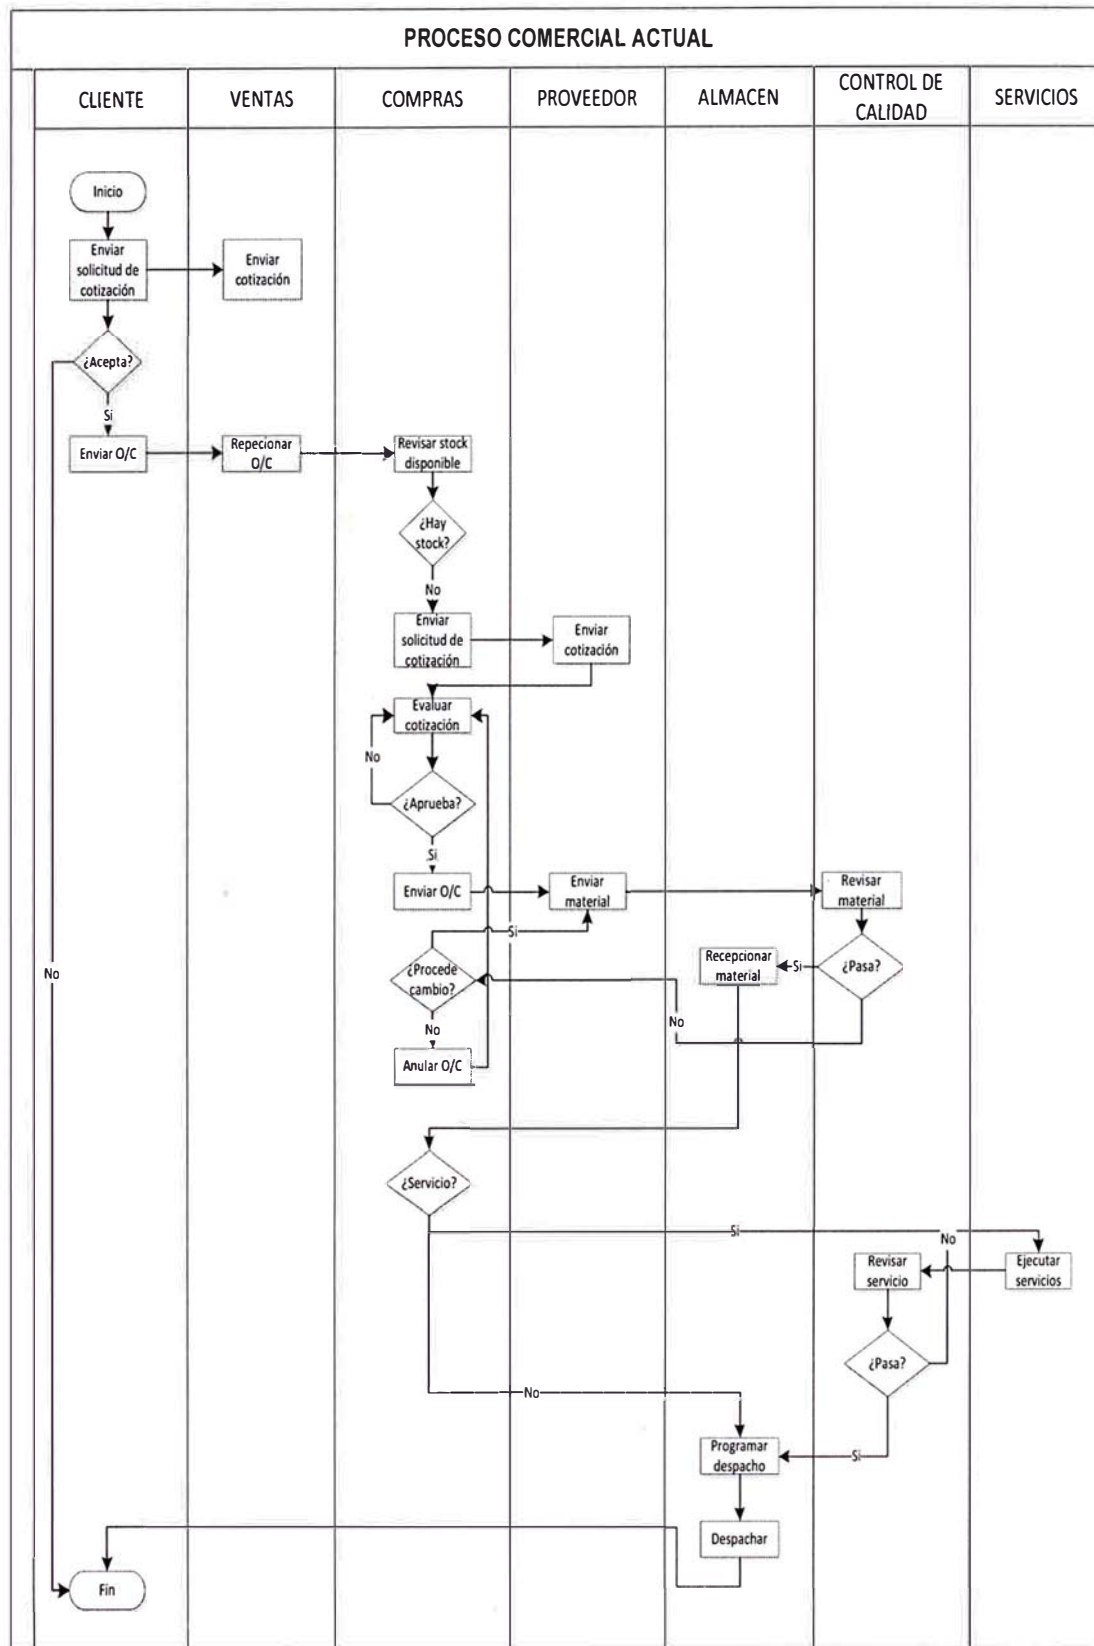 PROCESO COMERCIAL ACTUAL
CLIENTE
VENTAS
COMPRAS
PROVEEDOR
ALMACEN
CONTROL DE
CALIDAD
SERVICIOS
Inicio
Enviar
solicitud de
cotización
Enviar
cotización
¿Acepta?
Si
Enviar O/C
Repecionar
O/C
Revisar stock
disponible
¿Hay
stock?
No
Enviar
solicitud de
cotización
Enviar
cotización
Evaluar
cotización
No
¿Aprueba?
Si
Enviar O/C
Enviar
material
Revisar
material
Si
No
¿Procede
cambio?
Recepcionar
material
Si
¿Pasa?
No
No
Anular O/C
¿Servicio?
Si
No
Revisar
servicio
Ejecutar
servicios
¿Pasa?
No
Programar
despacho
Si
Despachar
Fin